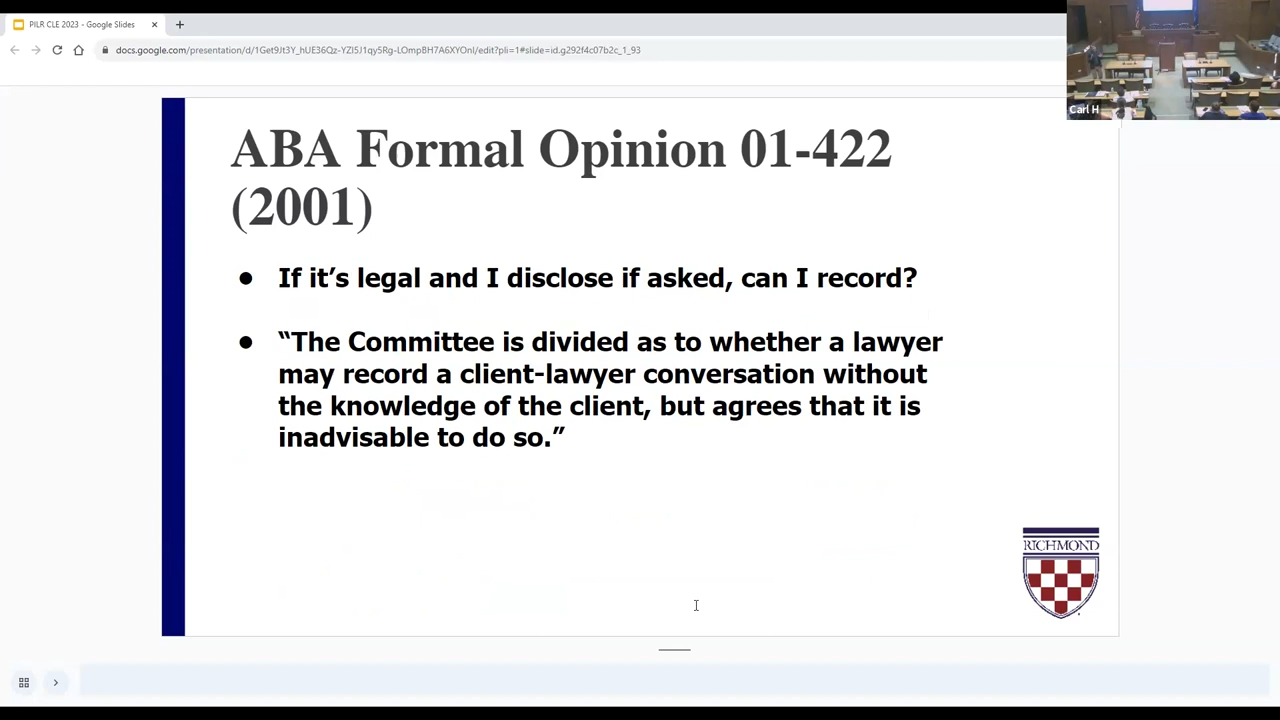 PILR CLE 2023 - Google Slides
docs.google.com/presentation/d/1Get9Jt3Y_hUE36Qz-YZI5J1qy5Rg-LOmpBH7A6XYOnI/edit?pli=1#slide=id.g292f4c07b2c_1_93
Carl H
ABA Formal Opinion 01-422
(2001)
● If it’s legal and I disclose if asked, can I record?
● “The Committee is divided as to whether a lawyer
may record a client-lawyer conversation without
the knowledge of the client, but agrees that it is
inadvisable to do so.”
RICHMOND